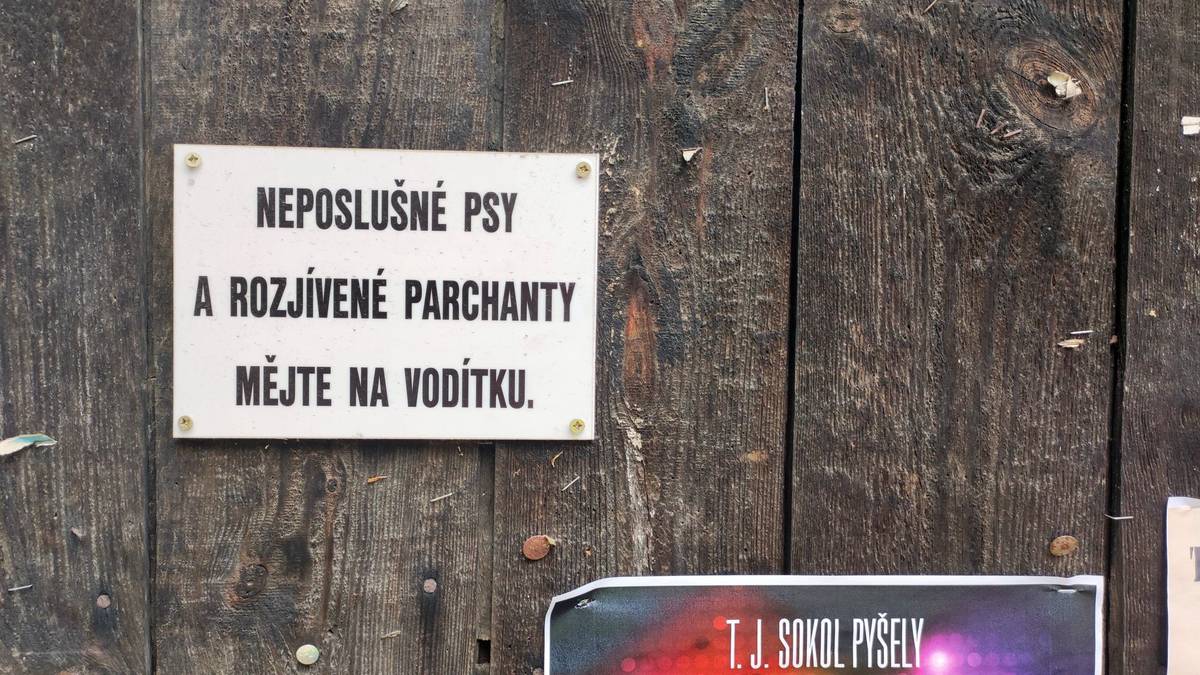 NEPOSLUŠNÉ PSY
A ROZJÍVENÉ PARCHANTY
MĚJTE NA VODÍTKU.
T. J. SOKOL PYŠELY